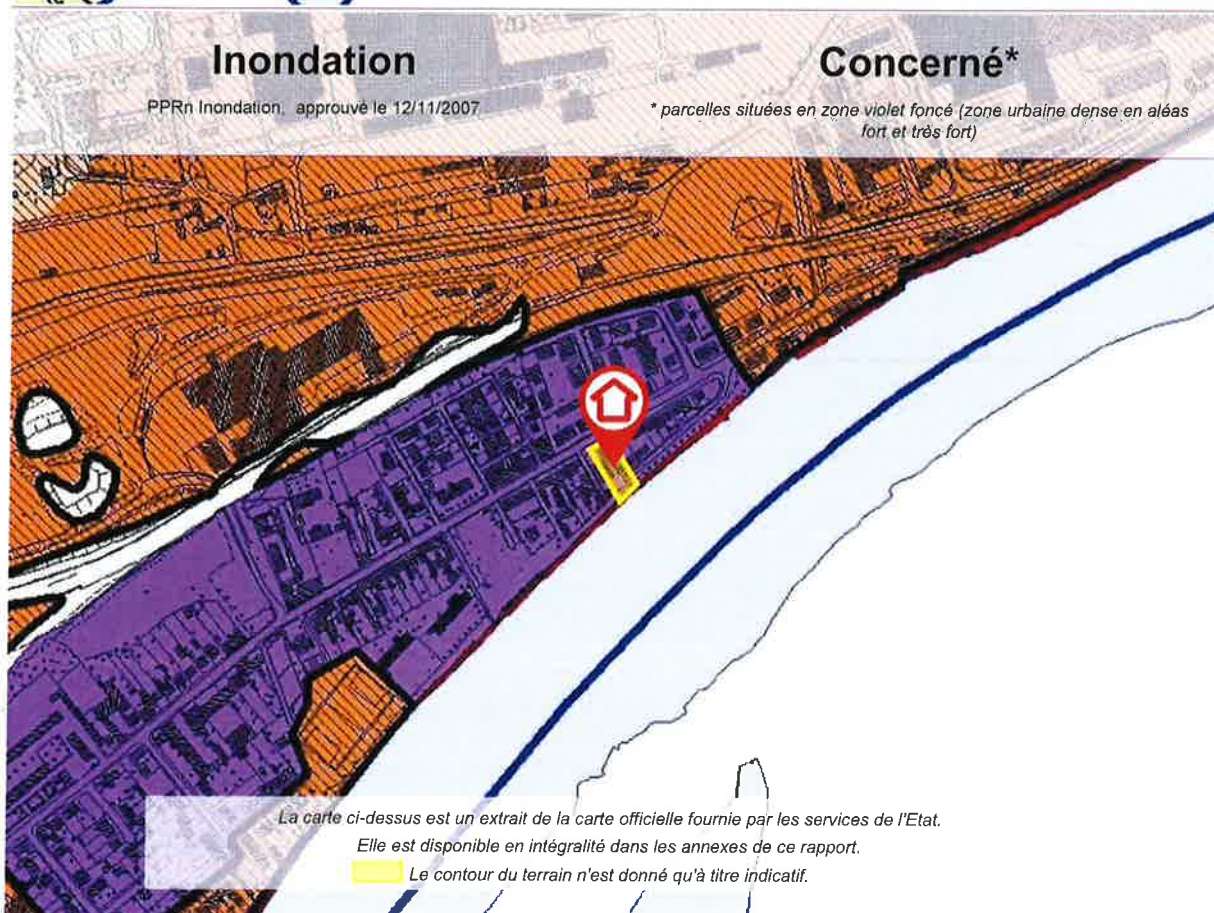 Inondation
PPRn Inondation, approuvé le 12/11/2007
Concerné*
* parcelles situées en zone violet foncé (zone urbaine dense en aléas
fort et très fort)
La carte ci-dessus est un extrait de la carte officielle fournie par les services de l'Etat.
Elle est disponible en intégralité dans les annexes de ce rapport.
Le contour du terrain n'est donné qu'à titre indicatif.